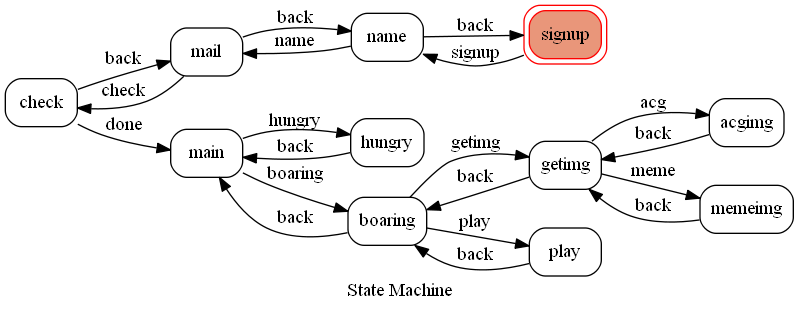 back
signup
back
name
name
signup
back
mail
check
check
done
acg
acgimg
back
hungry
main
hungry
back
getimg
getimg
meme
boaring
back
back
memeimg
back
boaring
play
back
play
State Machine